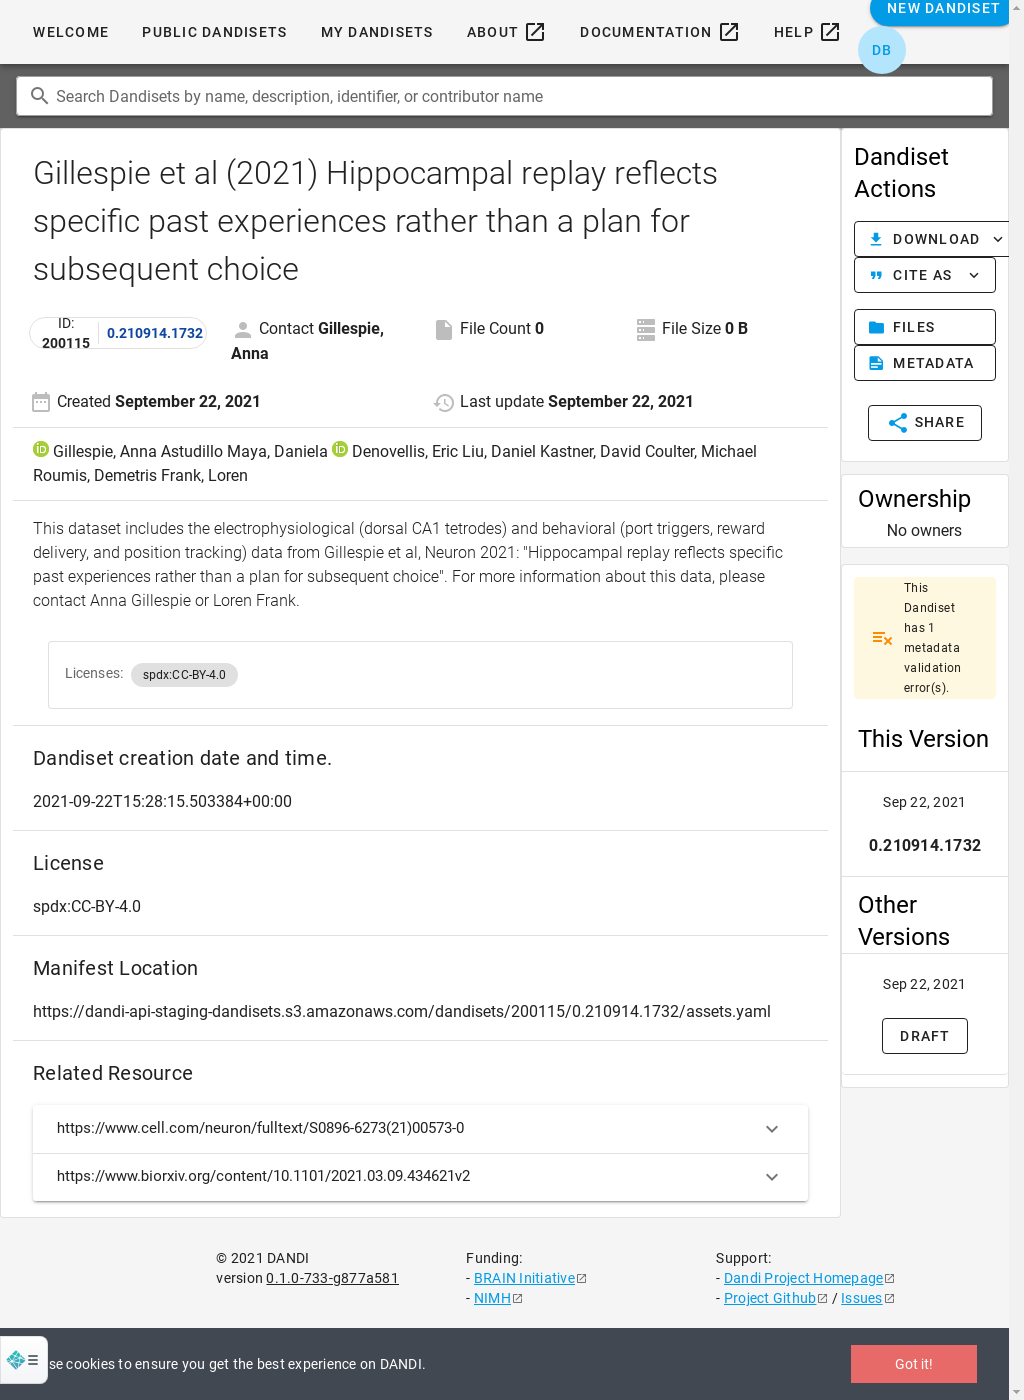 WELCOME PUBLIC DANDISETS MY DANDISETS ABOUT DOCUMENTATION HELP NEW DANDISET
DB
Search Dandisets by name, description, identifier, or contributor name
Gillespie et al (2021) Hippocampal replay reflects
specific past experiences rather than a plan for
subsequent choice
ID:
200115
0.210914.1732
Contact Gillespie,
Anna
File Count 0
File Size 0 B
Created September 22, 2021
Last update September 22, 2021
Gillespie, Anna Astudillo Maya, Daniela Denovellis, Eric Liu, Daniel Kastner, David Coulter, Michael
Roumis, Demetris Frank, Loren
This dataset includes the electrophysiological (dorsal CA1 tetrodes) and behavioral (port triggers, reward
delivery, and position tracking) data from Gillespie et al, Neuron 2021: "Hippocampal replay reflects specific
past experiences rather than a plan for subsequent choice". For more information about this data, please
contact Anna Gillespie or Loren Frank.
Licenses: spdx:CC-BY-4.0
Dandiset creation date and time.
2021-09-22T15:28:15.503384+00:00
License
spdx:CC-BY-4.0
Manifest Location
https://dandi-api-staging-dandisets.s3.amazonaws.com/dandisets/200115/0.210914.1732/assets.yaml
Related Resource
https://www.cell.com/neuron/fulltext/S0896-6273(21)00573-0
https://www.biorxiv.org/content/10.1101/2021.03.09.434621v2
Dandiset
Actions
DOWNLOAD
CITE AS
FILES
METADATA
SHARE
Ownership
No owners
This
Dandiset
has 1
metadata
validation
error(s).
This Version
Sep 22, 2021
0.210914.1732
Other
Versions
Sep 22, 2021
DRAFT
© 2021 DANDI
version 0.1.0-733-g877a581
Funding:
- BRAIN Initiative
- NIMH
Support:
- Dandi Project Homepage
- Project Github / Issues
se cookies to ensure you get the best experience on DANDI.
Got it!